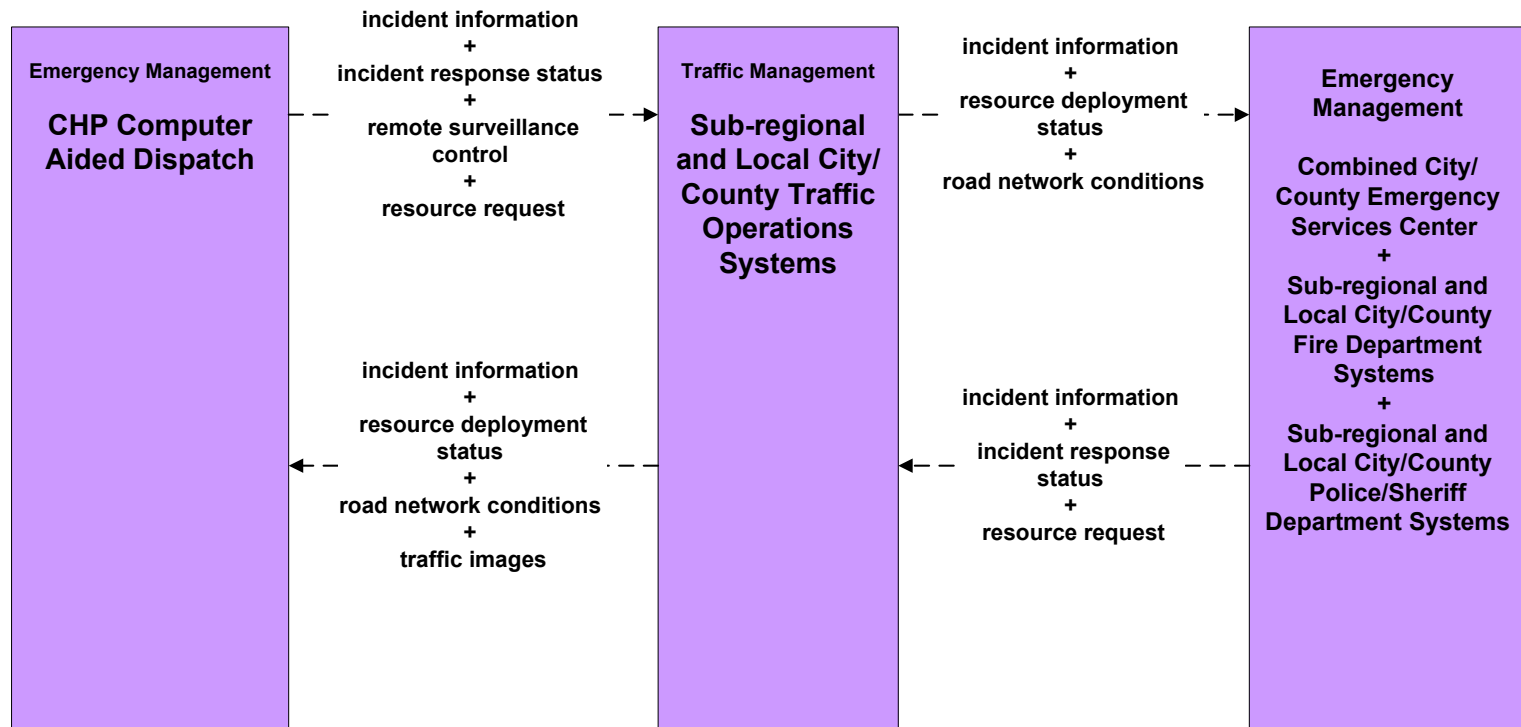 Emergency Management
CHP Computer
Aided Dispatch
incident information
+
incident response status
+
remote surveillance
control
+
resource request
incident information
+
resource deployment
status
+
road network conditions
+
traffic images
Traffic Management
Sub-regional
and Local City/
County Traffic
Operations
Systems
incident information
+
resource deployment
status
+
road network conditions
incident information
+
incident response
status
+
resource request
Emergency
Management
Combined City/
County Emergency
Services Center
+
Sub-regional and
Local City/County
Fire Department
Systems
+
Sub-regional and
Local City/County
Police/Sheriff
Department Systems